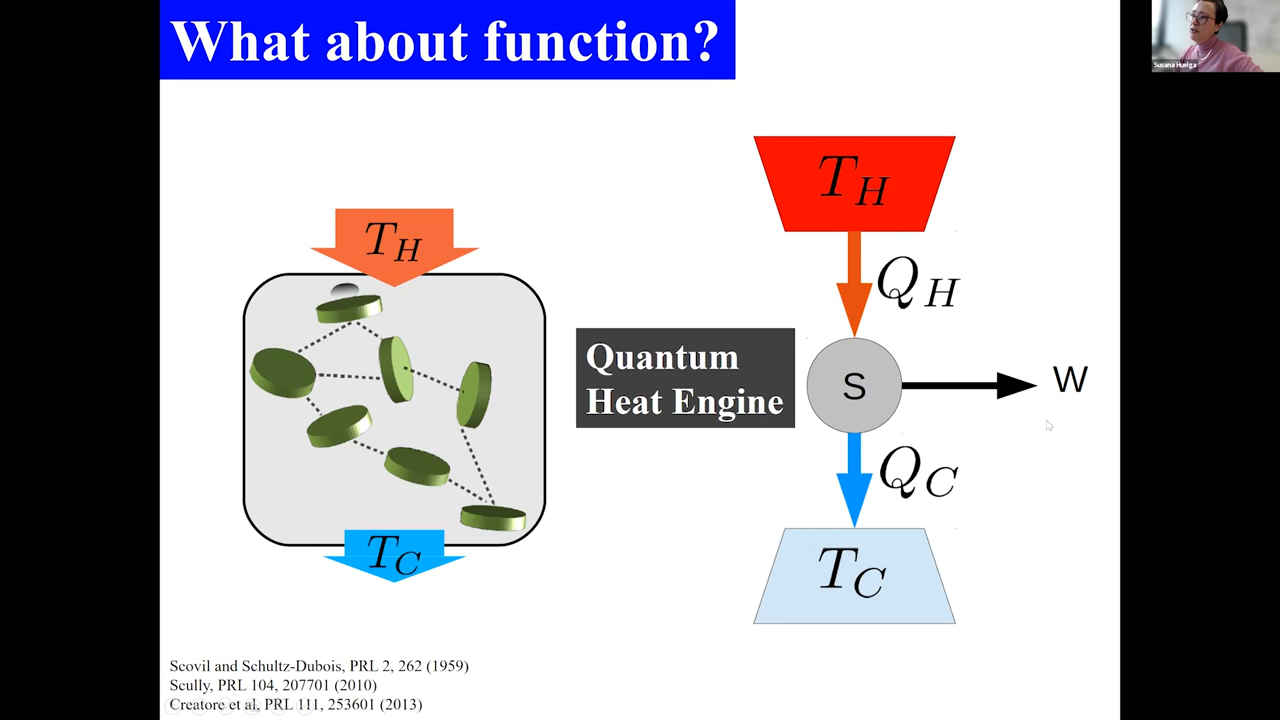 What about function?
Susana Huelga
T_H
T_C
Quantum
Heat Engine
T_H
Q_H
S
W
Q_C
T_C
Scovil and Schultz-Dubois, PRL 2, 262 (1959)
Scully, PRL 104, 207701 (2010)
Creatore et al, PRL 111, 253601 (2013)